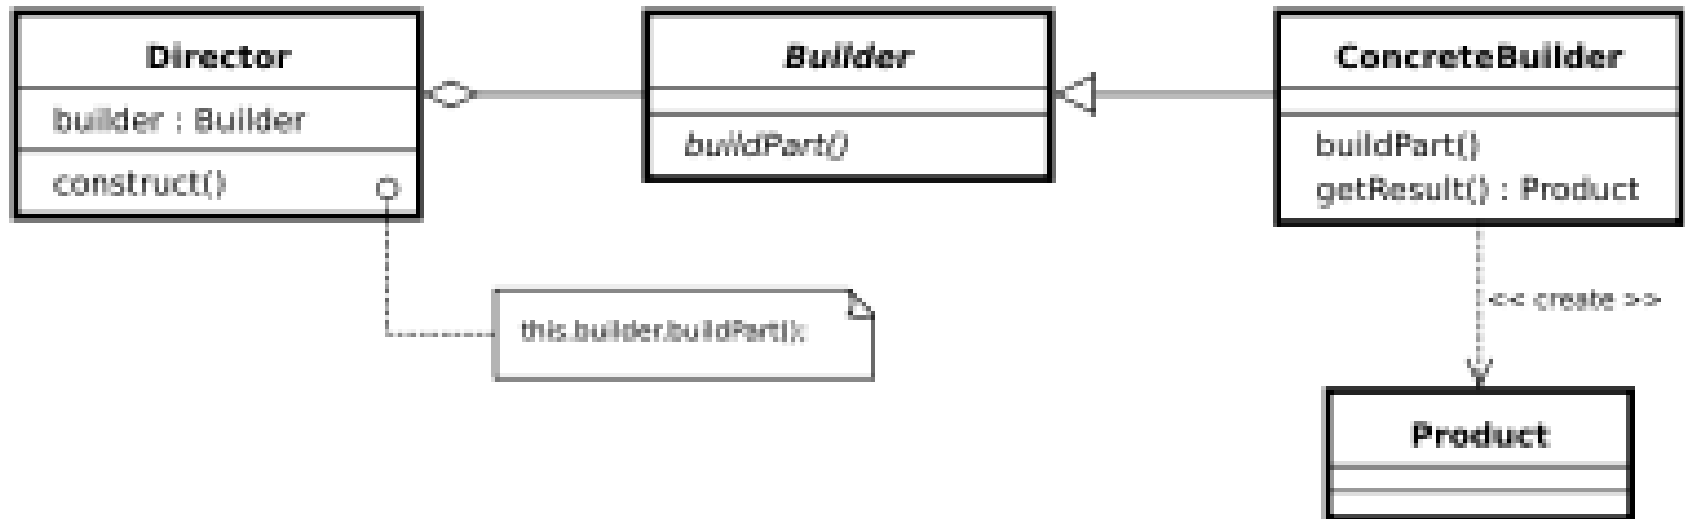 Director
builder : Builder
construct()
Builder
buildPart()
ConcreteBuilder
buildPart()
getResult() : Product
this.builder.buildPart();
<< create >>
Product